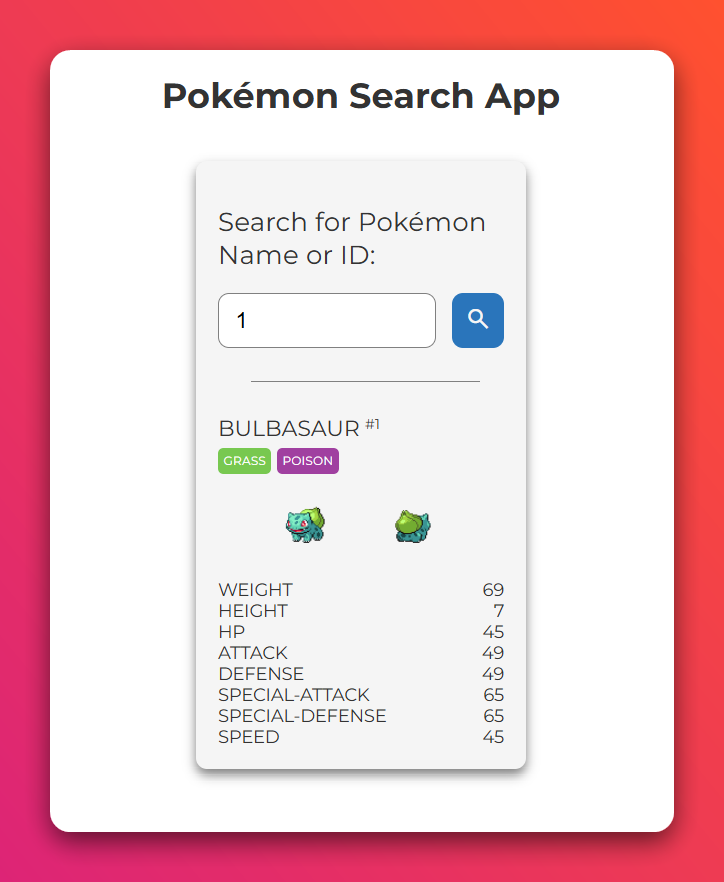 Pokémon Search App
Search for Pokémon
Name or ID:
1
BULBASAUR #1
GRASS POISON
WEIGHT 69
HEIGHT 7
HP 45
ATTACK 49
DEFENSE 49
SPECIAL-ATTACK 65
SPECIAL-DEFENSE 65
SPEED 45